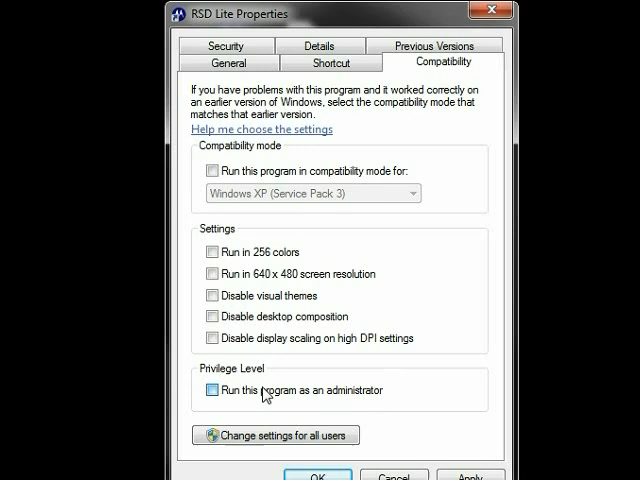 RSD Lite Properties
Security Details Previous Versions
General Shortcut Compatibility
If you have problems with this program and it worked correctly on
an earlier version of Windows, select the compatibility mode that
matches that earlier version.
Help me choose the settings
Compatibility mode
Run this program in compatibility mode for:
Windows XP (Service Pack 3)
Settings
Run in 256 colors
Run in 640 x 480 screen resolution
Disable visual themes
Disable desktop composition
Disable display scaling on high DPI settings
Privilege Level
Run this program as an administrator
Change settings for all users
OK Cancel Apply